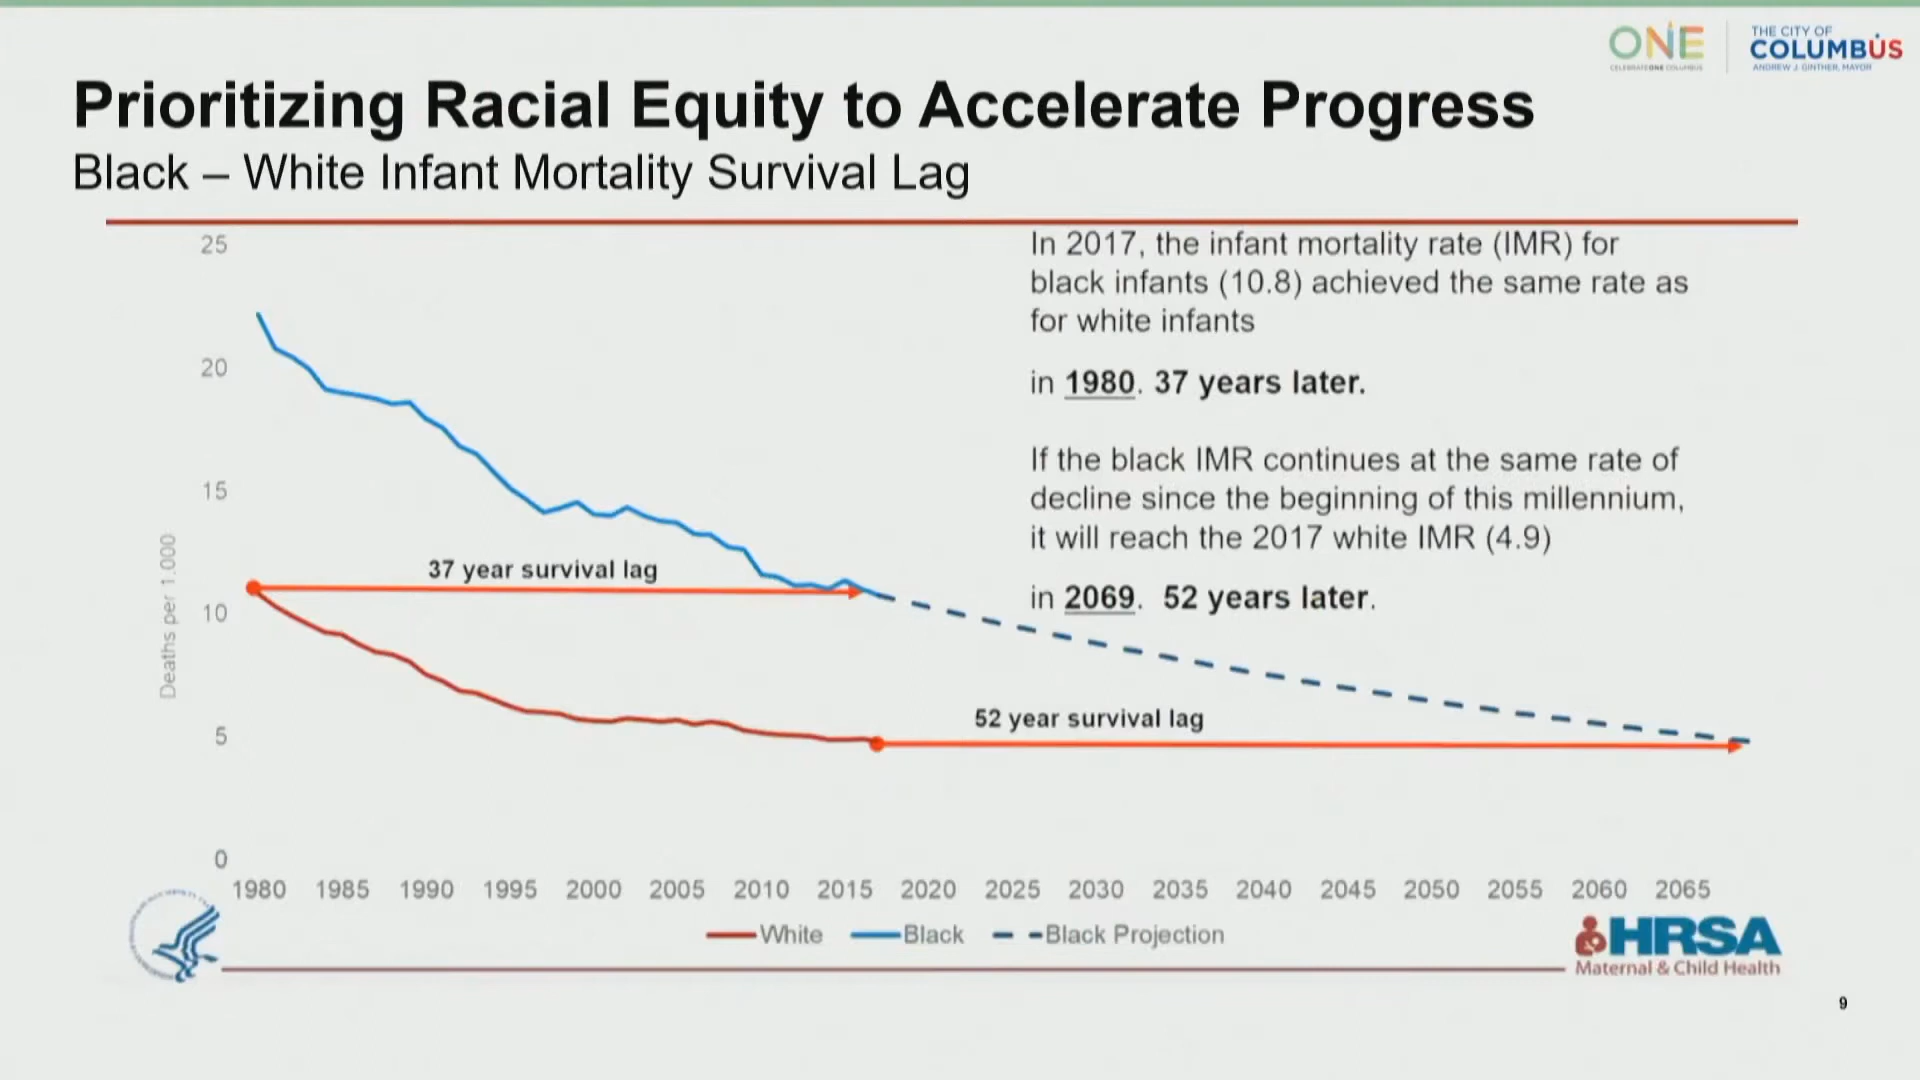 ONE
CELEBRATEONE COLUMBUS
THE CITY OF
COLUMBUS
ANDREW J. GINTHER, MAYOR
Prioritizing Racial Equity to Accelerate Progress
Black – White Infant Mortality Survival Lag
In 2017, the infant mortality rate (IMR) for
black infants (10.8) achieved the same rate as
for white infants
in 1980. 37 years later.
If the black IMR continues at the same rate of
decline since the beginning of this millennium,
it will reach the 2017 white IMR (4.9)
in 2069. 52 years later.
25
20
15
10
5
0
Deaths per 1.000
37 year survival lag
52 year survival lag
1980 1985 1990 1995 2000 2005 2010 2015 2020 2025 2030 2035 2040 2045 2050 2055 2060 2065
White Black Black Projection
HRSA
Maternal & Child Health
9